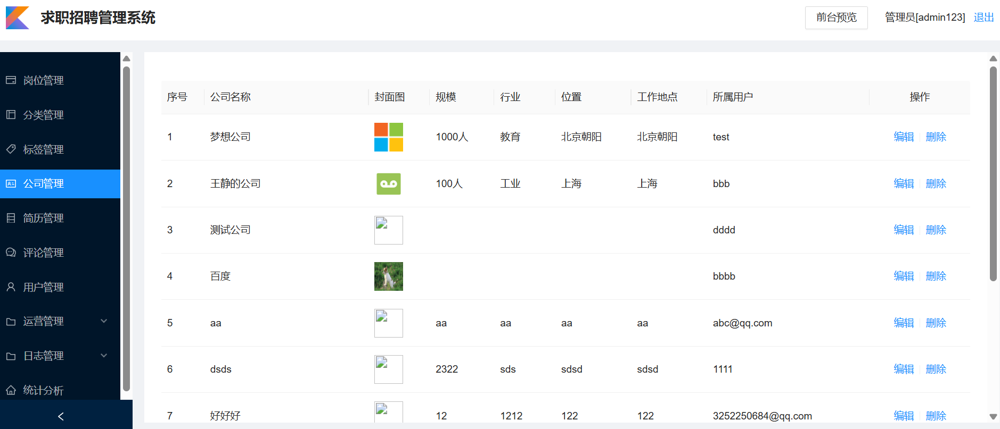 求职招聘管理系统
前台预览 管理员[admin123] 退出
岗位管理
分类管理
标签管理
公司管理
简历管理
评论管理
用户管理
运营管理
日志管理
统计分析
序号 公司名称 封面图 规模 行业 位置 工作地点 所属用户 操作
1 梦想公司 1000人 教育 北京朝阳 北京朝阳 test 编辑 删除
2 王静的公司 100人 工业 上海 上海 bbb 编辑 删除
3 测试公司 dddd 编辑 删除
4 百度 bbbb 编辑 删除
5 aa aa aa aa aa abc@qq.com 编辑 删除
6 dsds 2322 sds sdsd sdsd 1111 编辑 删除
7 好好好 12 1212 122 122 3252250684@qq.com 编辑 删除